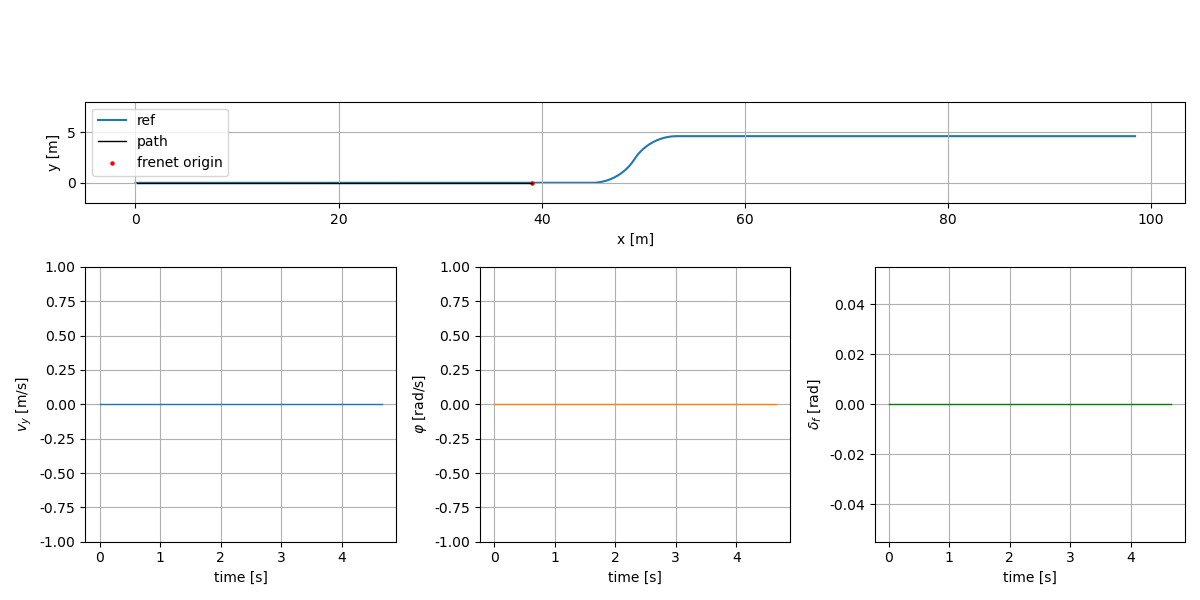 5
0
y [m]
ref
path
frenet origin
0 20 40 60 80 100
x [m]
1.00
0.75
0.50
0.25
0.00
-0.25
-0.50
-0.75
-1.00
v_y [m/s]
0 1 2 3 4
time [s]
1.00
0.75
0.50
0.25
0.00
-0.25
-0.50
-0.75
-1.00
φ [rad/s]
0 1 2 3 4
time [s]
0.04
0.02
0.00
-0.02
-0.04
δ_f [rad]
0 1 2 3 4
time [s]